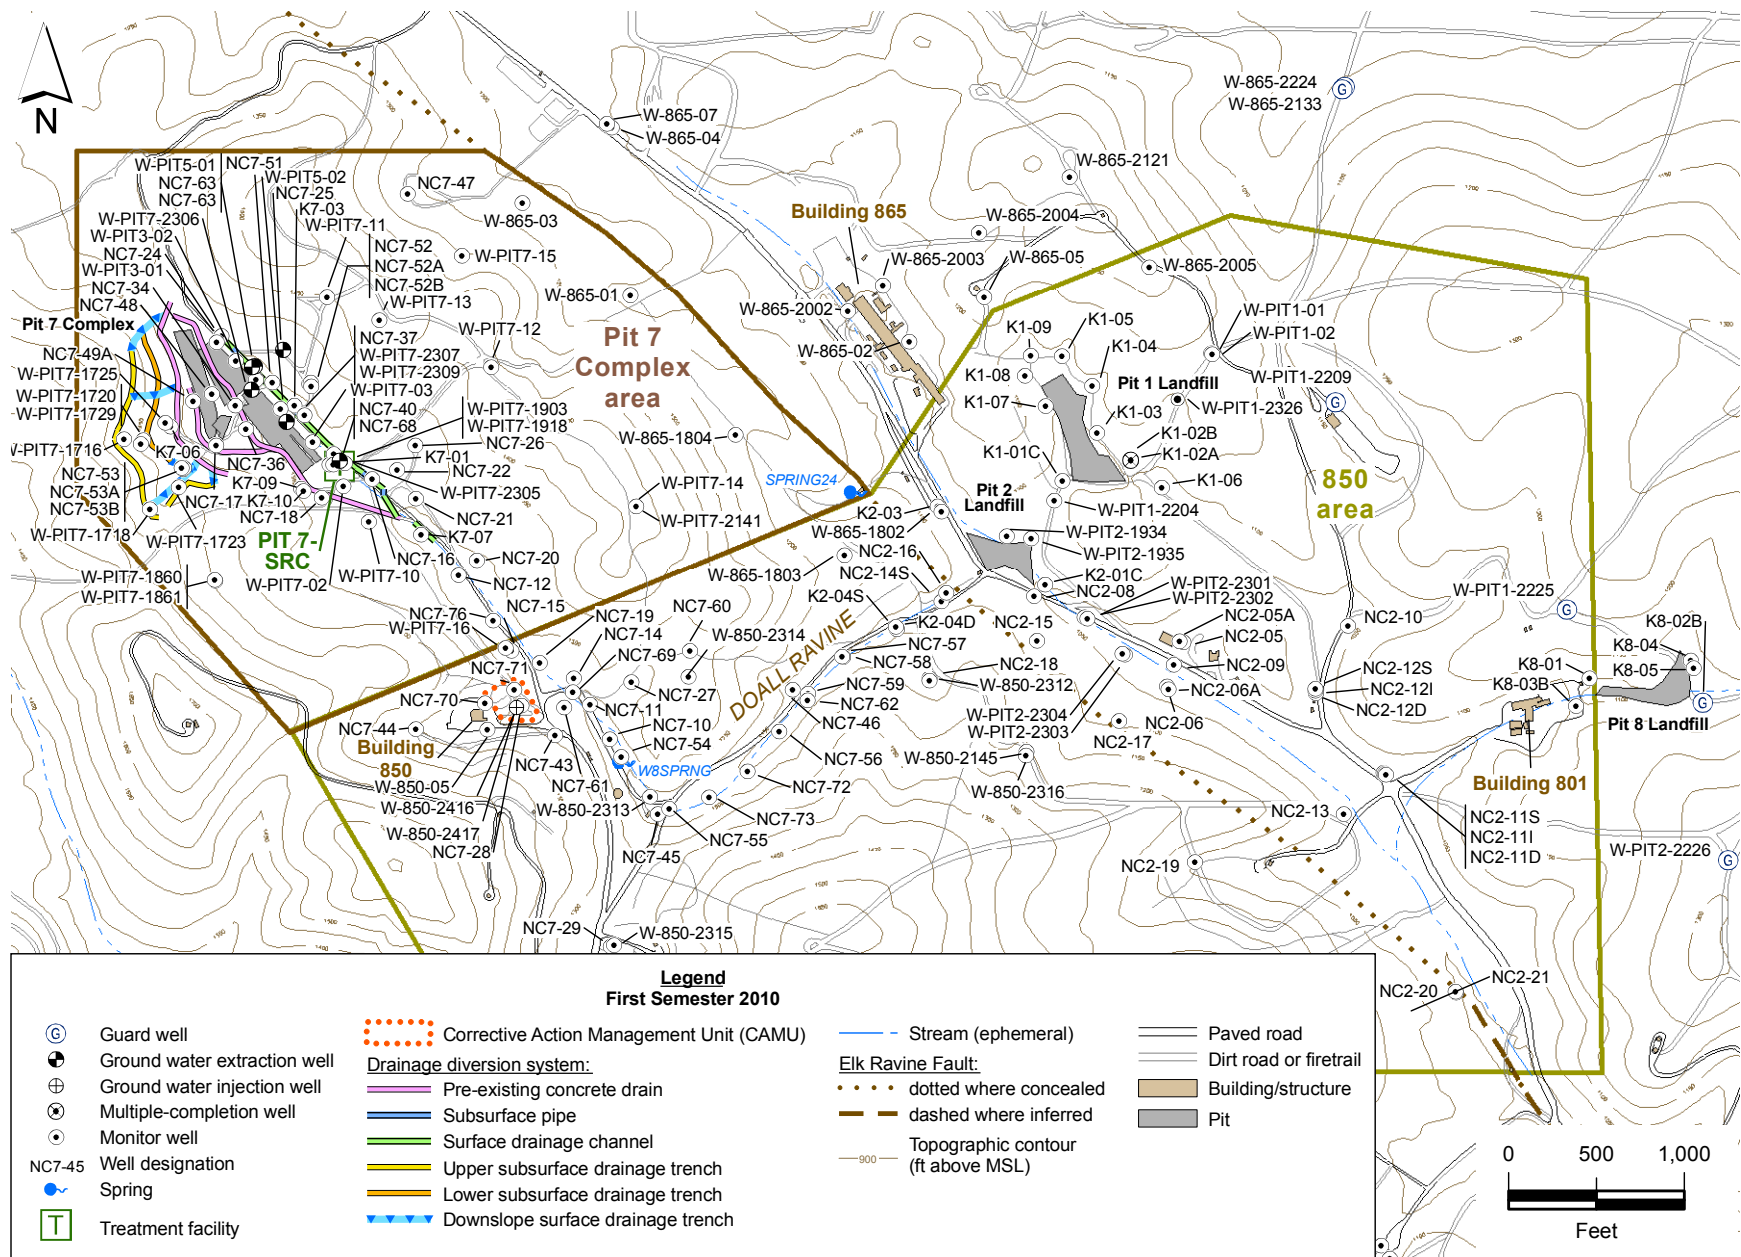 N
W-865-2224
W-865-2133
W-865-07
W-865-04
W-PIT5-01
NC7-51
NC7-63
W-PIT5-02
NC7-63
NC7-25
K7-03
W-PIT7-2306
W-PIT7-11
W-PIT3-02
NC7-24
W-PIT3-01
NC7-34
NC7-48
Pit 7 Complex
NC7-47
W-865-03
W-865-2121
W-865-2004
Building 865
W-865-2003
W-865-05
W-865-2005
NC7-52
NC7-52A
NC7-52B
W-PIT7-15
W-PIT7-13
W-865-01
W-865-2002
W-865-02
W-PIT7-12
Pit 7
Complex
area
NC7-37
W-PIT7-2307
W-PIT7-2309
W-PIT7-03
NC7-40
NC7-68
NC7-49A
W-PIT7-1725
W-PIT7-1720
W-PIT7-1729
W-PIT7-1716
NC7-53
NC7-53A
NC7-53B
W-PIT7-1718
W-PIT7-1723
K7-06
NC7-17
NC7-36
K7-09
K7-10
NC7-18
PIT 7-
SRC
W-PIT7-02
W-PIT7-10
W-PIT7-1903
W-PIT7-1918
NC7-26
K7-01
NC7-22
W-PIT7-2305
NC7-21
K7-07
NC7-16
NC7-20
NC7-12
W-PIT7-1860
W-PIT7-1861
W-865-1804
W-PIT7-14
W-PIT7-2141
SPRING24
K1-09
K1-05
K1-04
K1-08
K1-07
K1-03
Pit 1 Landfill
W-PIT1-01
W-PIT1-02
W-PIT1-2209
W-PIT1-2326
K1-02B
K1-02A
K1-01C
K1-06
Pit 2
Landfill
W-PIT1-2204
850
area
K2-03
W-865-1802
W-865-1803
NC2-16
NC2-14S
K2-04S
K2-04D
W-PIT2-1934
W-PIT2-1935
K2-01C
NC2-08
W-PIT2-2301
W-PIT2-2302
NC2-05A
NC2-05
NC2-09
W-PIT1-2225
NC2-10
K8-02B
K8-04
K8-05
K8-01
K8-03B
Pit 8 Landfill
Building 801
NC7-76
W-PIT7-16
NC7-15
NC7-19
NC7-14
NC7-69
NC7-60
W-850-2314
DOALL RAVINE
NC7-57
NC7-58
NC7-59
NC7-62
NC7-46
NC2-15
NC2-18
W-850-2312
NC2-06A
NC2-06
W-PIT2-2304
W-PIT2-2303
NC2-17
NC2-12S
NC2-12I
NC2-12D
NC7-71
NC7-70
NC7-44
Building
850
W-850-05
W-850-2416
W-850-2417
NC7-28
NC7-43
NC7-61
NC7-27
NC7-11
NC7-10
NC7-54
W8SPRNG
W-850-2313
NC7-45
NC7-55
NC7-73
NC7-72
NC7-56
W-850-2145
W-850-2316
NC2-13
NC2-19
NC2-11S
NC2-11I
NC2-11D
W-PIT2-2226
NC7-29
W-850-2315
NC2-20
NC2-21
Legend
First Semester 2010
G Guard well
Ground water extraction well
Ground water injection well
Multiple-completion well
Monitor well
NC7-45 Well designation
Spring
T Treatment facility
Corrective Action Management Unit (CAMU)
Drainage diversion system:
Pre-existing concrete drain
Subsurface pipe
Surface drainage channel
Upper subsurface drainage trench
Lower subsurface drainage trench
Downslope surface drainage trench
Stream (ephemeral)
Elk Ravine Fault:
dotted where concealed
dashed where inferred
900 Topographic contour
(ft above MSL)
Paved road
Dirt road or firetrail
Building/structure
Pit
0 500 1,000
Feet